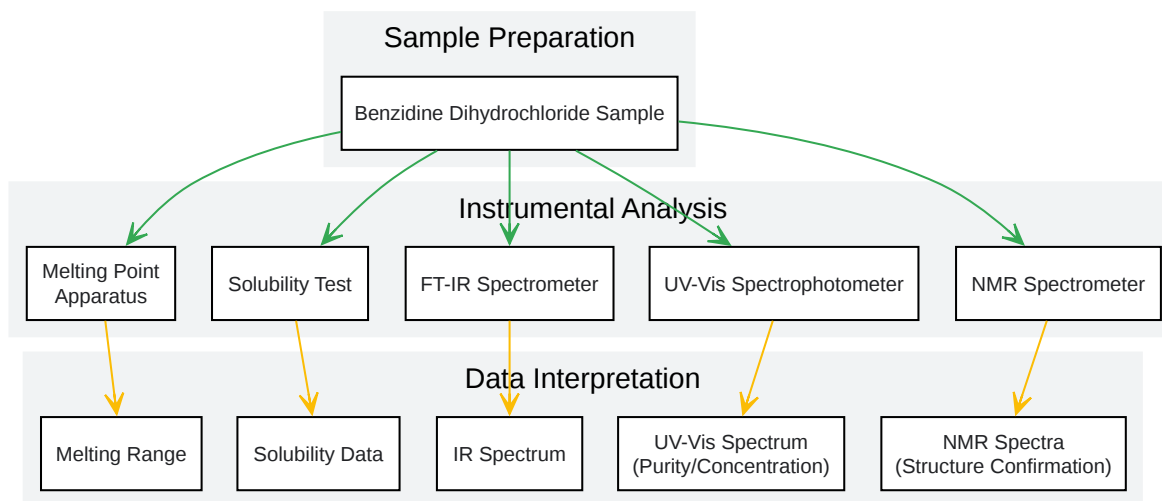 Sample Preparation
Benzidine Dihydrochloride Sample
Instrumental Analysis
Melting Point
Apparatus
Solubility Test
FT-IR Spectrometer
UV-Vis Spectrophotometer
NMR Spectrometer
Data Interpretation
Melting Range
Solubility Data
IR Spectrum
UV-Vis Spectrum
(Purity/Concentration)
NMR Spectra
(Structure Confirmation)